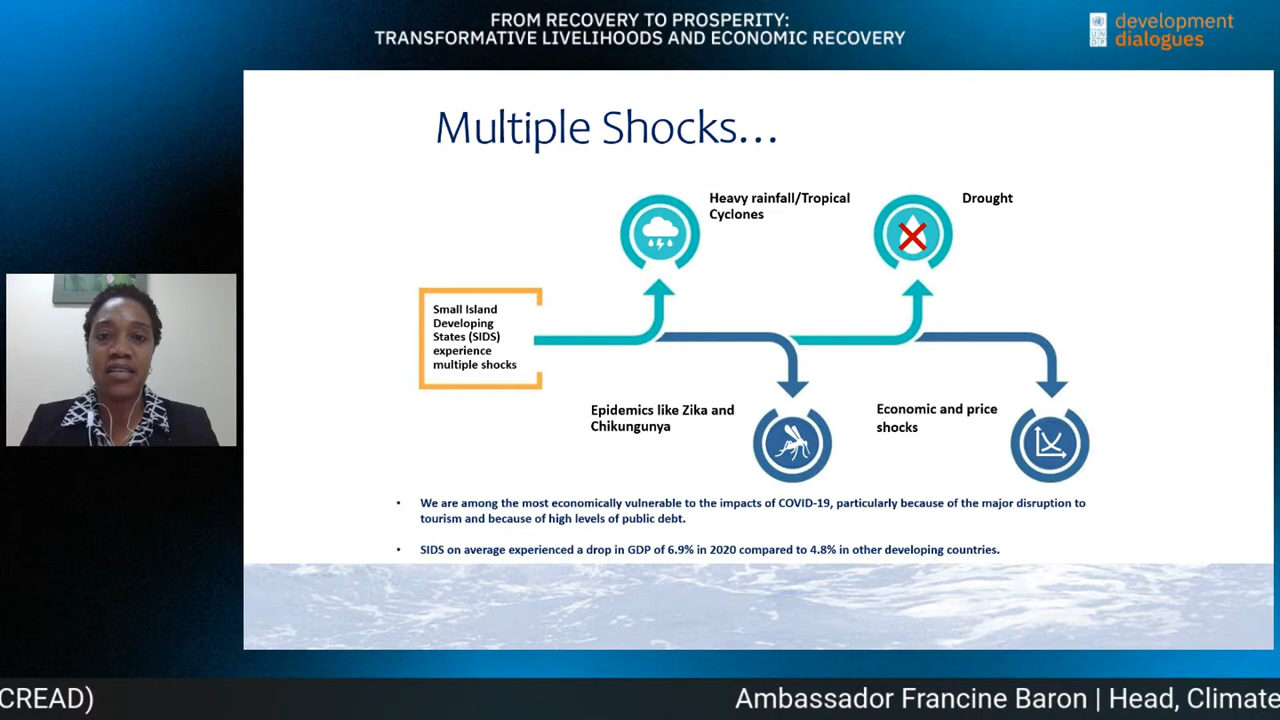 FROM RECOVERY TO PROSPERITY:
TRANSFORMATIVE LIVELIHOODS AND ECONOMIC RECOVERY
U N
D P
development
dialogues
Multiple Shocks...
Heavy rainfall/Tropical
Cyclones
Drought
Small Island
Developing
States (SIDS)
experience
multiple shocks
Epidemics like Zika and
Chikungunya
Economic and price
shocks
• We are among the most economically vulnerable to the impacts of COVID-19, particularly because of the major disruption to
tourism and because of high levels of public debt.
• SIDS on average experienced a drop in GDP of 6.9% in 2020 compared to 4.8% in other developing countries.
CREAD)
Ambassador Francine Baron | Head, Climate